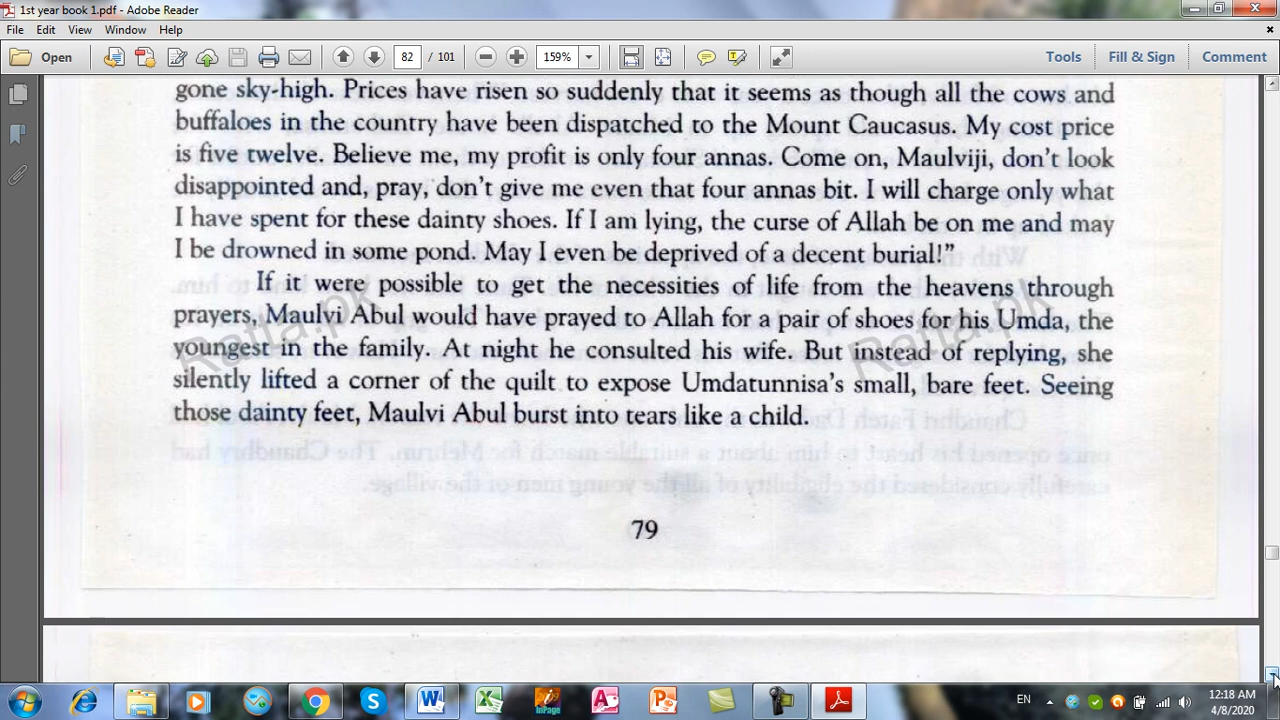 1st year book 1.pdf - Adobe Reader
File Edit View Window Help
Open 82 / 101 159% Tools Fill & Sign Comment
gone sky-high. Prices have risen so suddenly that it seems as though all the cows and
buffaloes in the country have been dispatched to the Mount Caucasus. My cost price
is five twelve. Believe me, my profit is only four annas. Come on, Maulviji, don't look
disappointed and, pray, don't give me even that four annas bit. I will charge only what
I have spent for these dainty shoes. If I am lying, the curse of Allah be on me and may
I be drowned in some pond. May I even be deprived of a decent burial!”
If it were possible to get the necessities of life from the heavens through
prayers, Maulvi Abul would have prayed to Allah for a pair of shoes for his Umda, the
youngest in the family. At night he consulted his wife. But instead of replying, she
silently lifted a corner of the quilt to expose Umdatunnisa's small, bare feet. Seeing
those dainty feet, Maulvi Abul burst into tears like a child.
Ratta.pk Ratta.pk
79
EN 12:18 AM
4/8/2020